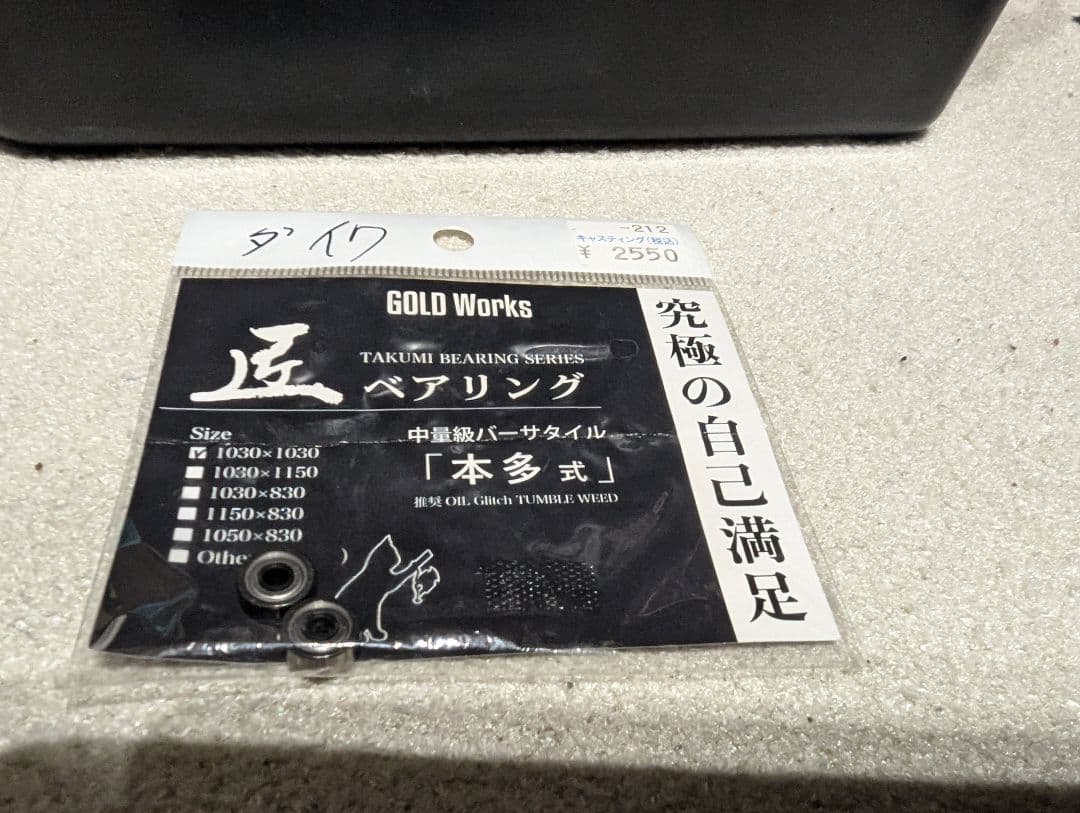 ダイワ
-212
キャスティング(税込)
¥ 2550
GOLD Works
匠
TAKUMI BEARING SERIES
ベアリング
Size
1030×1030
1030×1150
1030×830
1150×830
1050×830
Othe
中量級バーサタイル
「本多式」
推奨 OIL Glitch TUMBLE WEED
究極の自己満足